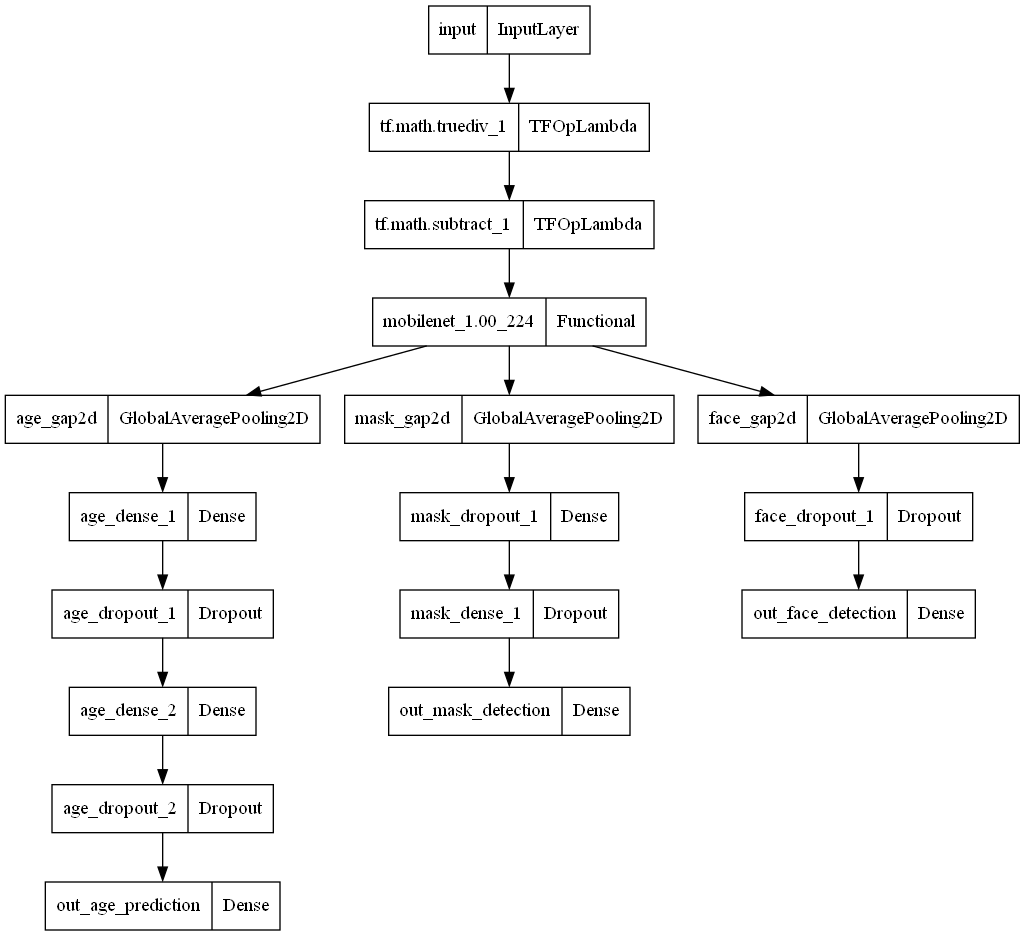 input InputLayer
tf.math.truediv_1 TFOpLambda
tf.math.subtract_1 TFOpLambda
mobilenet_1.00_224 Functional
age_gap2d GlobalAveragePooling2D mask_gap2d GlobalAveragePooling2D face_gap2d GlobalAveragePooling2D
age_dense_1 Dense mask_dropout_1 Dense face_dropout_1 Dropout
age_dropout_1 Dropout mask_dense_1 Dropout out_face_detection Dense
age_dense_2 Dense out_mask_detection Dense
age_dropout_2 Dropout
out_age_prediction Dense